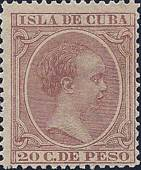 ISLA DE CUBA
20 C. DE PESO